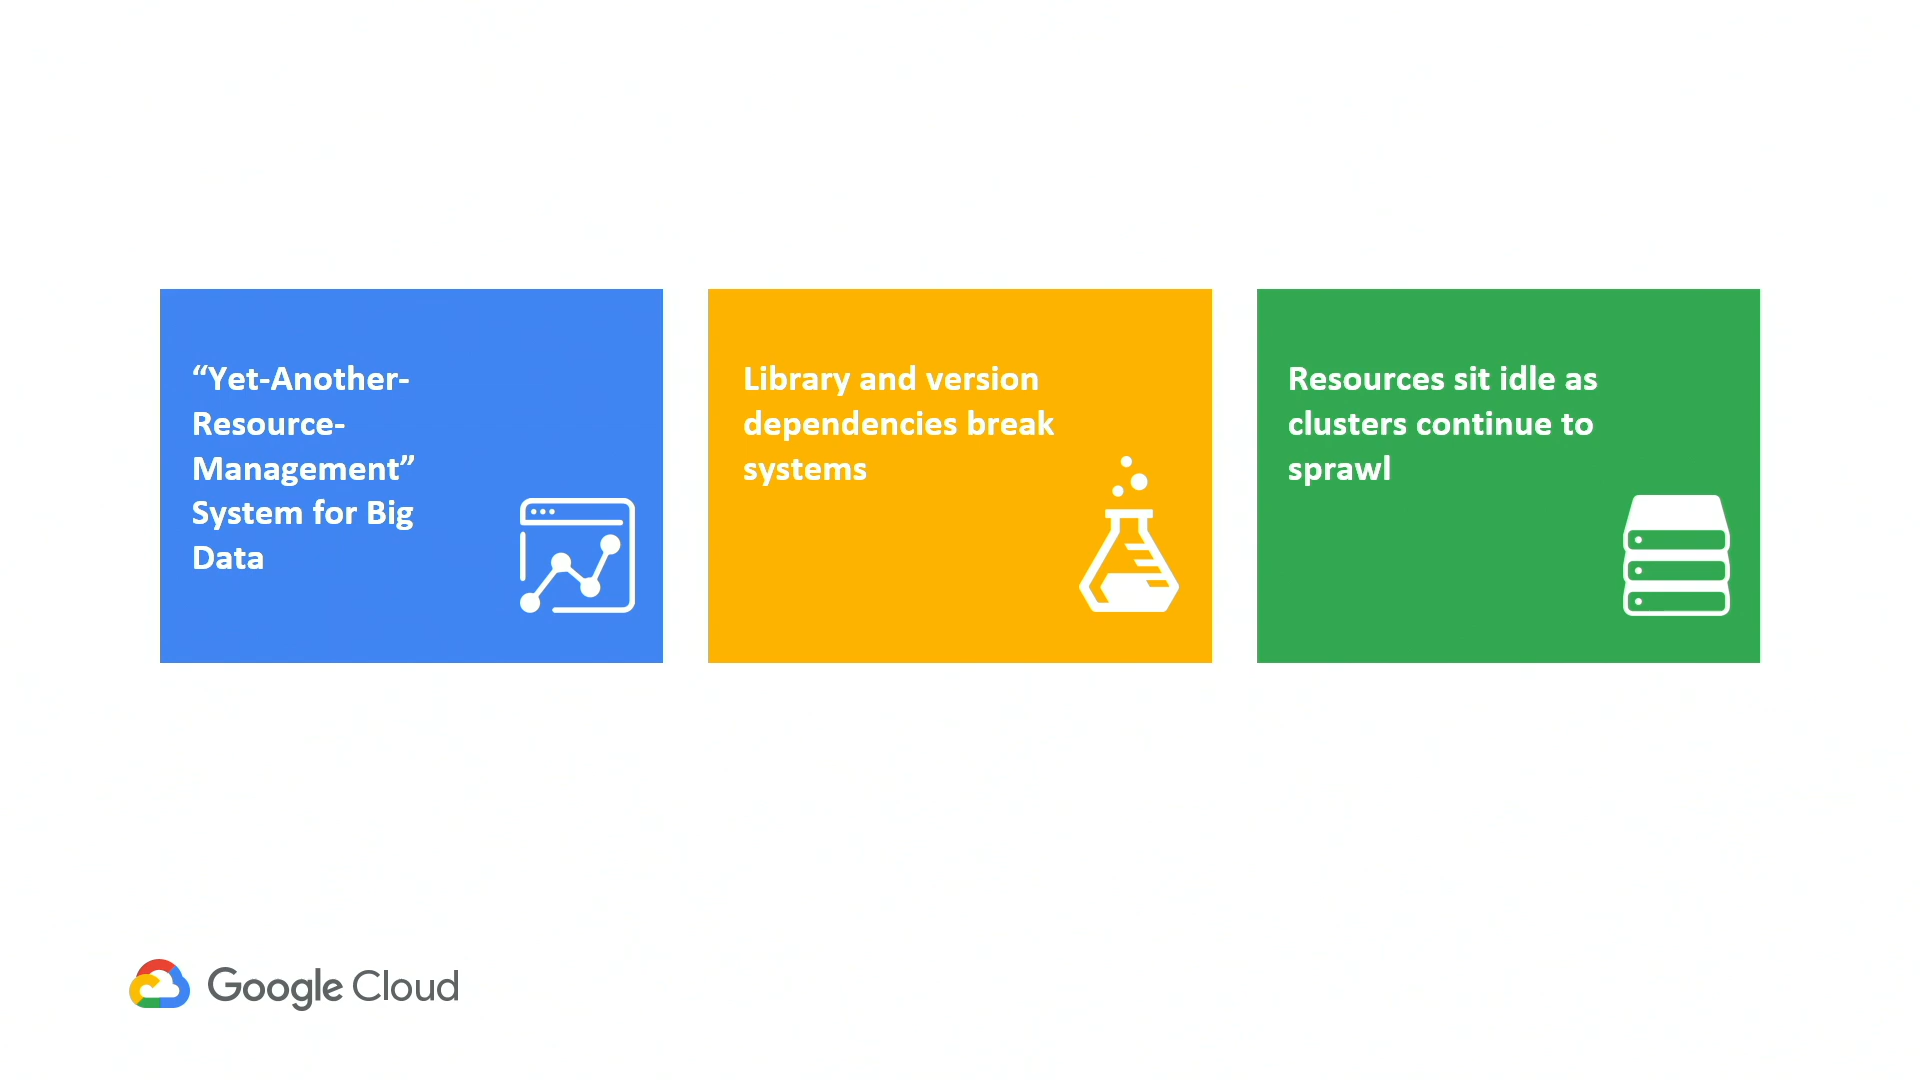 “Yet-Another-
Resource-
Management”
System for Big
Data
Library and version
dependencies break
systems
Resources sit idle as
clusters continue to
sprawl
Google Cloud